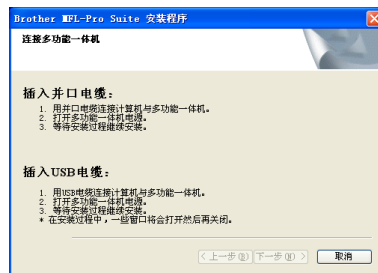 Brother MFL-Pro Suite 安装程序
连接多功能一体机
插入并口电缆：
1. 用并口电缆连接计算机与多功能一体机。
2. 打开多功能一体机电源。
3. 等待安装过程继续安装。
插入USB电缆：
1. 用USB电缆连接计算机与多功能一体机。
2. 打开多功能一体机电源。
3. 等待安装过程继续安装。
* 在安装过程中，一些窗口将会打开然后再关闭。
< 上一步(B) 下一步(N) > 取消